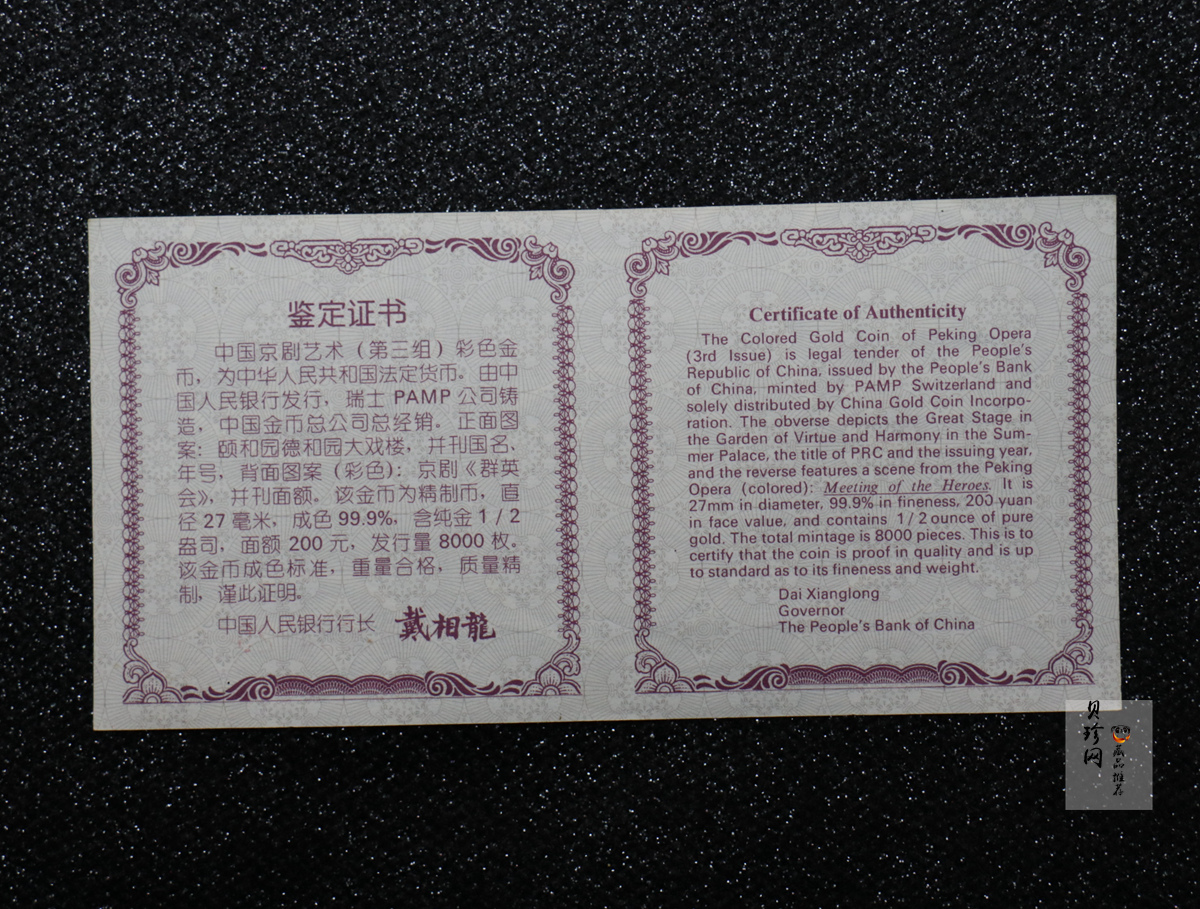 鉴定证书
中国京剧艺术（第三组）彩色金
币，为中华人民共和国法定货币。由中
国人民银行发行，瑞士 PAMP 公司铸
造，中国金币总公司总经销。正面图
案：颐和园德和园大戏楼，并刊国名、
年号，背面图案（彩色）：京剧《群英
会》，并刊面额。该金币为精制币，直
径 27 毫米，成色 99.9%，含纯金 1 / 2
盎司，面额 200 元，发行量 8000 枚。
该金币成色标准，重量合格，质量精
制，谨此证明。
中国人民银行行长 戴相龍
Certificate of Authenticity
The Colored Gold Coin of Peking Opera
(3rd Issue) is legal tender of the People's
Republic of China, issued by the People's Bank
of China, minted by PAMP Switzerland and
solely distributed by China Gold Coin Incorpo-
ration. The obverse depicts the Great Stage in
the Garden of Virtue and Harmony in the Sum-
mer Palace, the title of PRC and the issuing year,
and the reverse features a scene from the Peking
Opera (colored): Meeting of the Heroes. It is
27mm in diameter, 99.9% in fineness, 200 yuan
in face value, and contains 1 / 2 ounce of pure
gold. The total mintage is 8000 pieces. This is to
certify that the coin is proof in quality and is up
to standard as to its fineness and weight.
Dai Xianglong
Governor
The People's Bank of China
贝珍网
藏品推荐